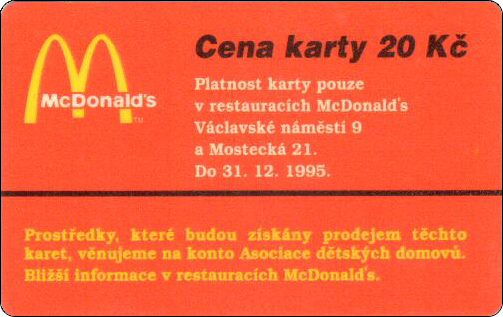 McDonald's
TM
Cena karty 20 Kč
Platnost karty pouze
v restauracích McDonald's
Václavské náměstí 9
a Mostecká 21.
Do 31. 12. 1995.
Prostředky, které budou získány prodejem těchto
karet, věnujeme na konto Asociace dětských domovů.
Bližší informace v restauracích McDonald's.